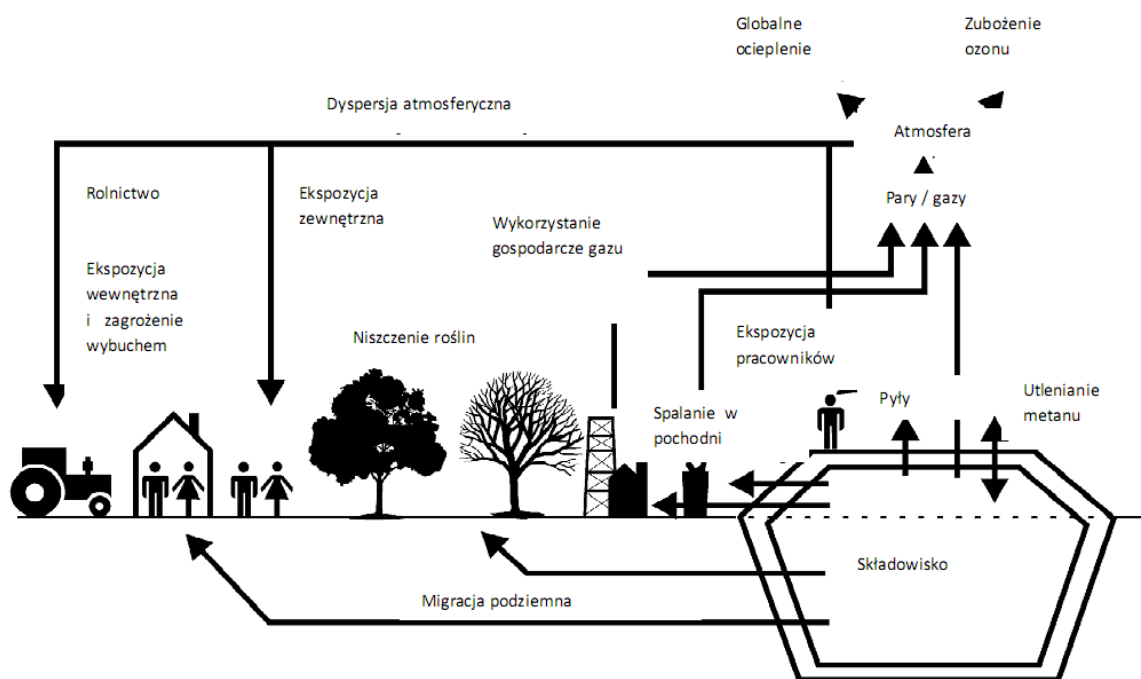 Globalne
ocieplenie
Zubożenie
ozonu
Dyspersja atmosferyczna
Atmosfera
Rolnictwo
Ekspozycja
zewnętrzna
Pary / gazy
Wykorzystanie
gospodarcze gazu
Ekspozycja
wewnętrzna
i zagrożenie
wybuchem
Niszczenie roślin
Ekspozycja
pracowników
Spalanie w
pochodni
Pyły
Utlenianie
metanu
Składowisko
Migracja podziemna